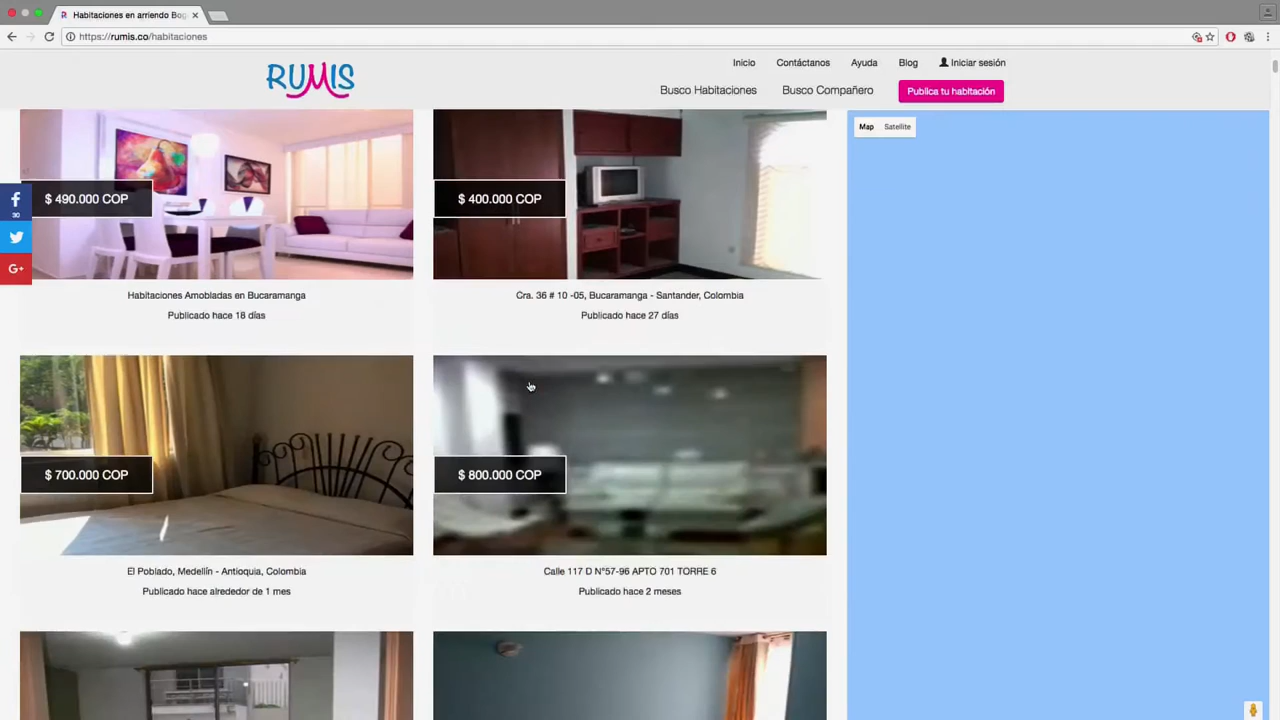 Habitaciones en arriendo Bog
https://rumis.co/habitaciones
RUMIS
Inicio Contáctanos Ayuda Blog Iniciar sesión
Busco Habitaciones Busco Compañero Publica tu habitación
Map Satellite
30
$ 490.000 COP
$ 400.000 COP
Habitaciones Amobladas en Bucaramanga
Publicado hace 18 días
Cra. 36 # 10 -05, Bucaramanga - Santander, Colombia
Publicado hace 27 días
G+
$ 700.000 COP
$ 800.000 COP
El Poblado, Medellín - Antioquia, Colombia
Publicado hace alrededor de 1 mes
Calle 117 D N°57-96 APTO 701 TORRE 6
Publicado hace 2 meses